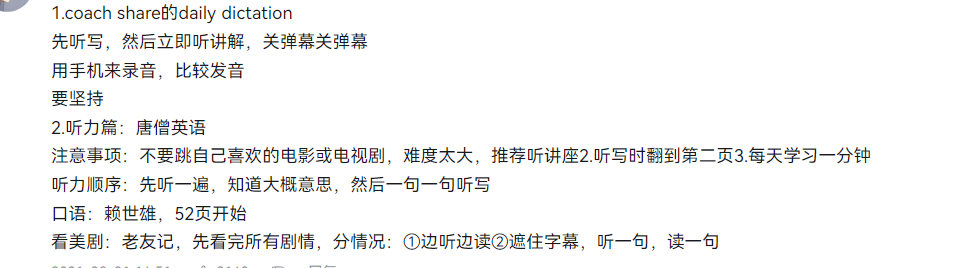 1.coach share的daily dictation
先听写，然后立即听讲解，关弹幕关弹幕
用手机来录音，比较发音
要坚持
2.听力篇：唐僧英语
注意事项：不要跳自己喜欢的电影或电视剧，难度太大，推荐听讲座2.听写时翻到第二页3.每天学习一分钟
听力顺序：先听一遍，知道大概意思，然后一句一句听写
口语：赖世雄，52页开始
看美剧：老友记，先看完所有剧情，分情况：①边听边读②遮住字幕，听一句，读一句